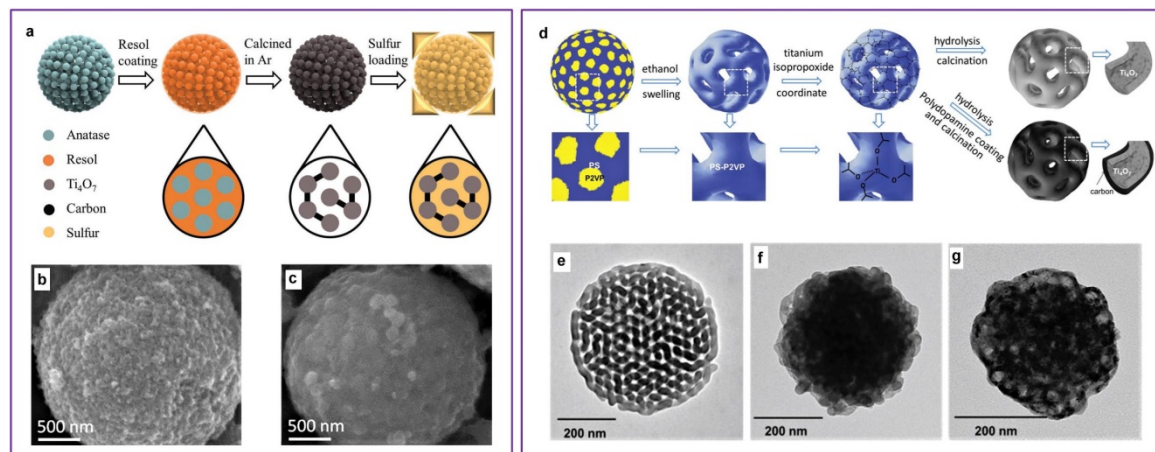 a
Resol
coating
Calcined
in Ar
Sulfur
loading
Anatase
Resol
Ti₄O₇
Carbon
Sulfur
b
500 nm
c
500 nm
d
ethanol
swelling
titanium
isopropoxide
coordinate
hydrolysis
calcination
Ti₄O₇
hydrolysis
Polydopamine coating
and calcination
PS
P2VP
PS-P2VP
O
O
Ti
O
O
carbon
Ti₄O₇
e
200 nm
f
200 nm
g
200 nm